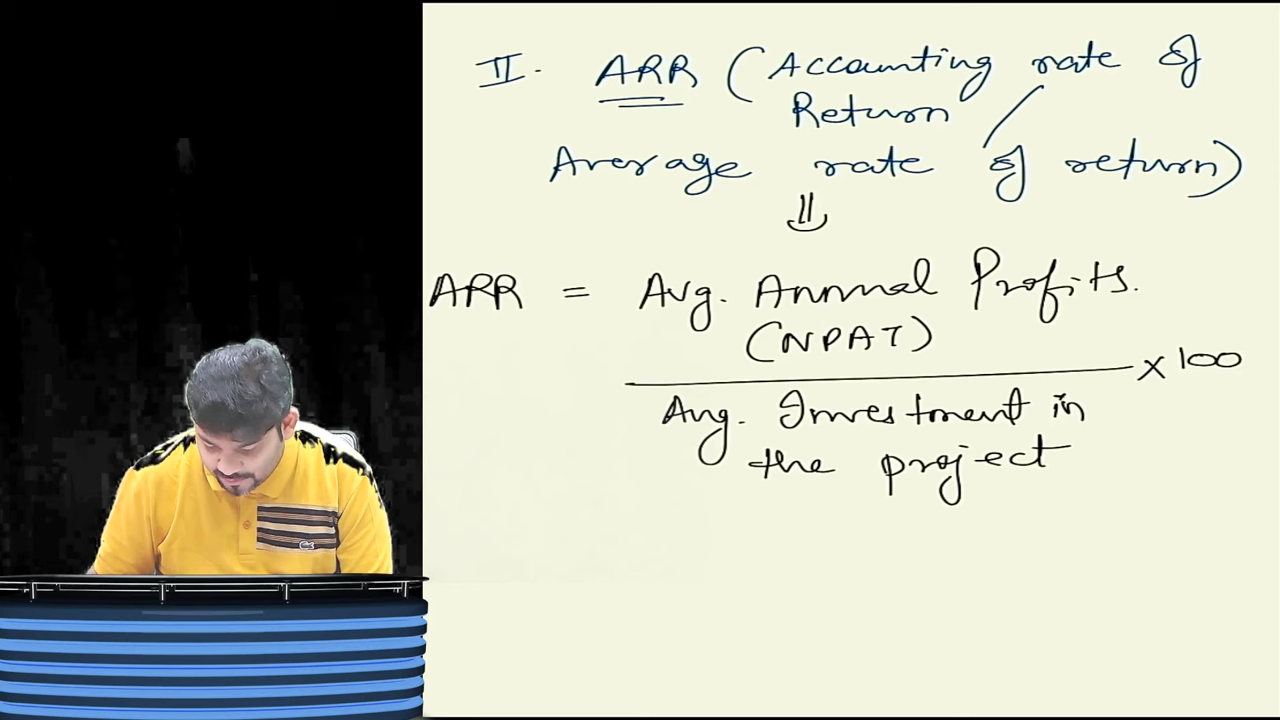 II. ARR (Accounting rate of
Return /
Average rate of return)
ARR = Avg. Annual Profits.
(NPAT)
× 100
Avg. Investment in
the project